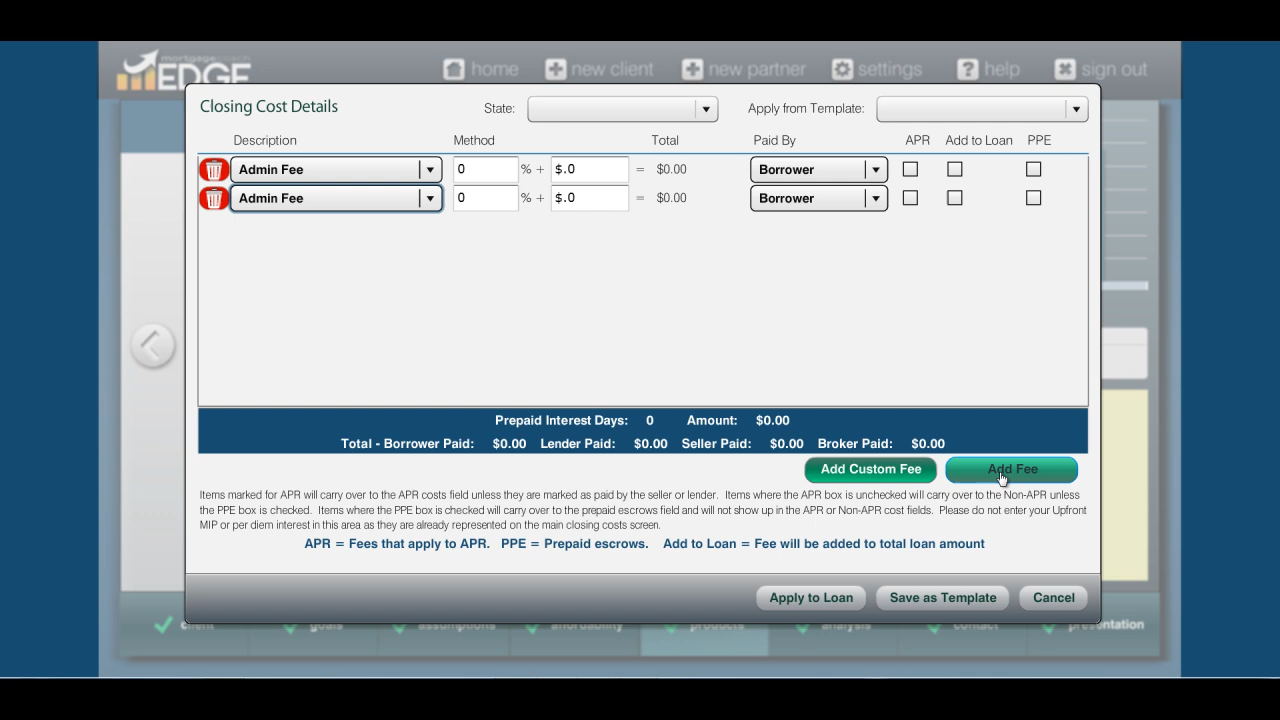 mortgage coach
EDGE
home new client new partner settings help sign out
Closing Cost Details State: Apply from Template:
Description Method Total Paid By APR Add to Loan PPE
Admin Fee 0 % + $.0 = $0.00 Borrower
Admin Fee 0 % + $.0 = $0.00 Borrower
Prepaid Interest Days: 0 Amount: $0.00
Total - Borrower Paid: $0.00 Lender Paid: $0.00 Seller Paid: $0.00 Broker Paid: $0.00
Add Custom Fee Add Fee
Items marked for APR will carry over to the APR costs field unless they are marked as paid by the seller or lender. Items where the APR box is unchecked will carry over to the Non-APR unless
the PPE box is checked. Items where the PPE box is checked will carry over to the prepaid escrows field and will not show up in the APR or Non-APR cost fields. Please do not enter your Upfront
MIP or per diem interest in this area as they are already represented on the main closing costs screen.
APR = Fees that apply to APR. PPE = Prepaid escrows. Add to Loan = Fee will be added to total loan amount
Apply to Loan Save as Template Cancel
client goals assumptions affordability products analysis contact presentation